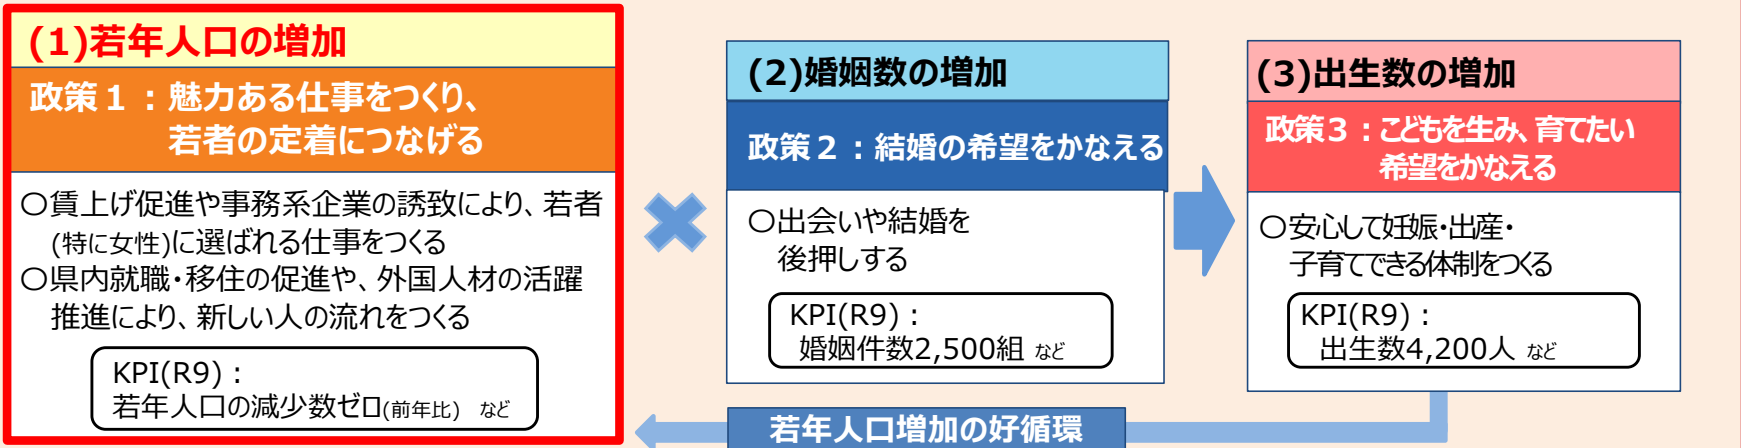 (1)若年人口の増加
政策１：魅力ある仕事をつくり、
若者の定着につなげる
〇賃上げ促進や事務系企業の誘致により、若者
(特に女性)に選ばれる仕事をつくる
〇県内就職・移住の促進や、外国人材の活躍
推進により、新しい人の流れをつくる
KPI(R9)：
若年人口の減少数ゼロ(前年比) など
(2)婚姻数の増加
政策２：結婚の希望をかなえる
〇出会いや結婚を
後押しする
KPI(R9)：
婚姻件数2,500組 など
(3)出生数の増加
政策３：こどもを生み、育てたい
希望をかなえる
〇安心して妊娠・出産・
子育てできる体制をつくる
KPI(R9)：
出生数4,200人 など
若年人口増加の好循環